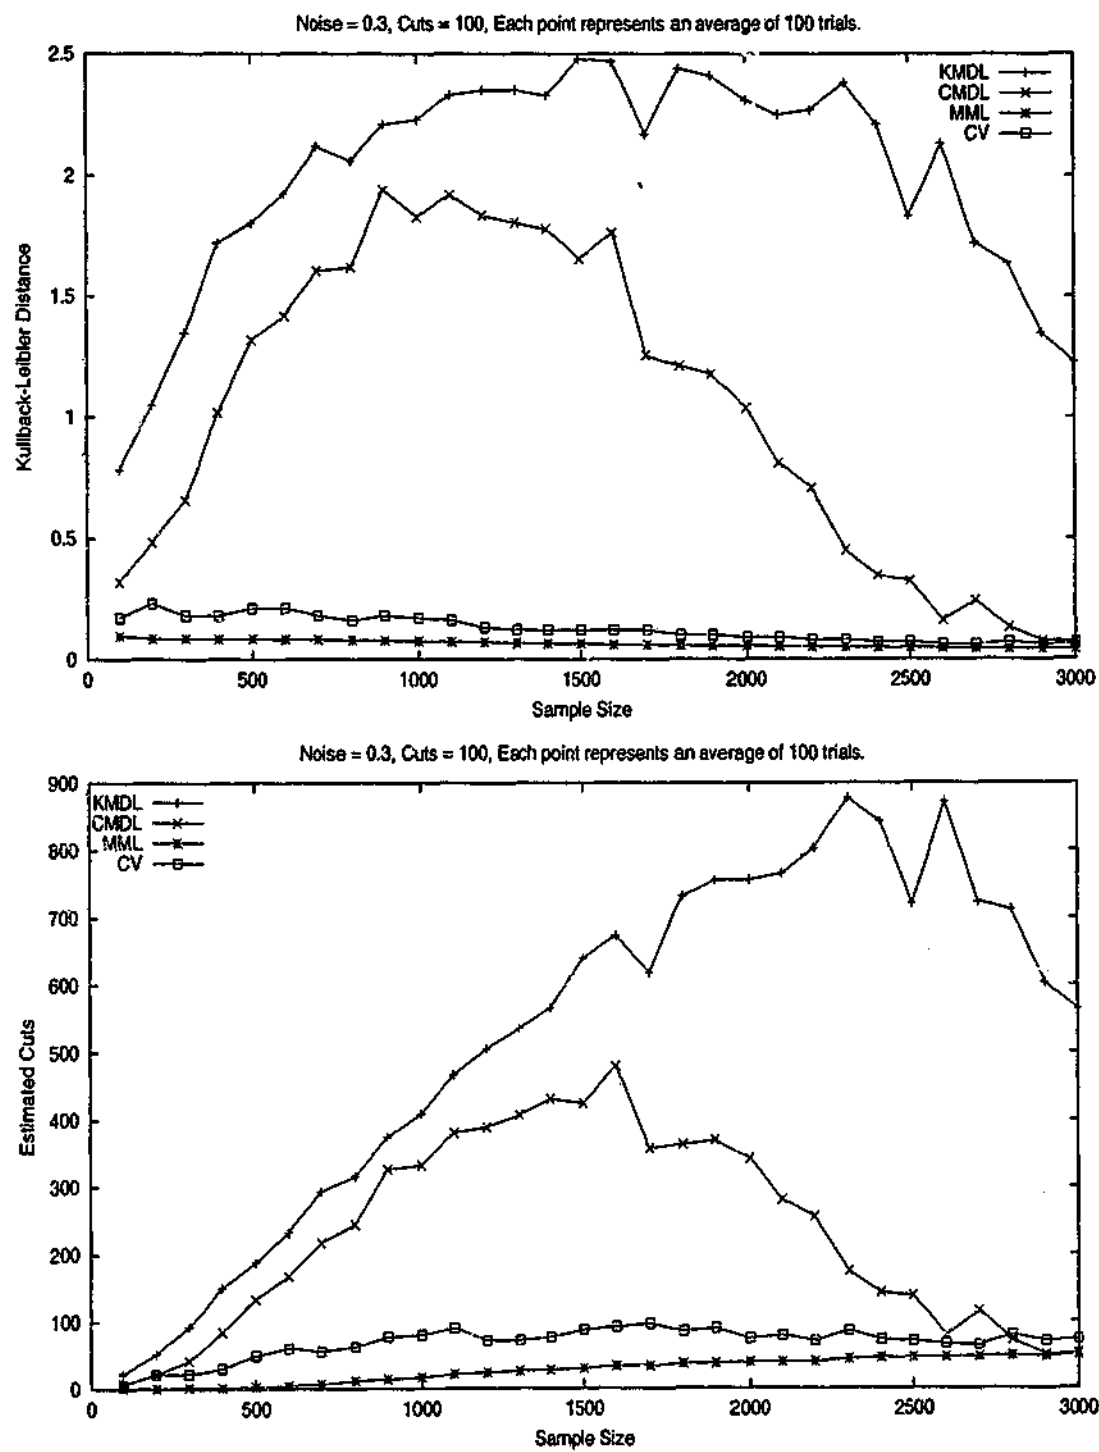 Noise = 0.3, Cuts = 100, Each point represents an average of 100 trials.
2.5
2
1.5
1
0.5
0
Kullback-Leibler Distance
KMDL
CMDL
MML
CV
0 500 1000 1500 2000 2500 3000
Sample Size
Noise = 0.3, Cuts = 100, Each point represents an average of 100 trials.
900
800
700
600
500
400
300
200
100
0
Estimated Cuts
KMDL
CMDL
MML
CV
0 500 1000 1500 2000 2500 3000
Sample Size